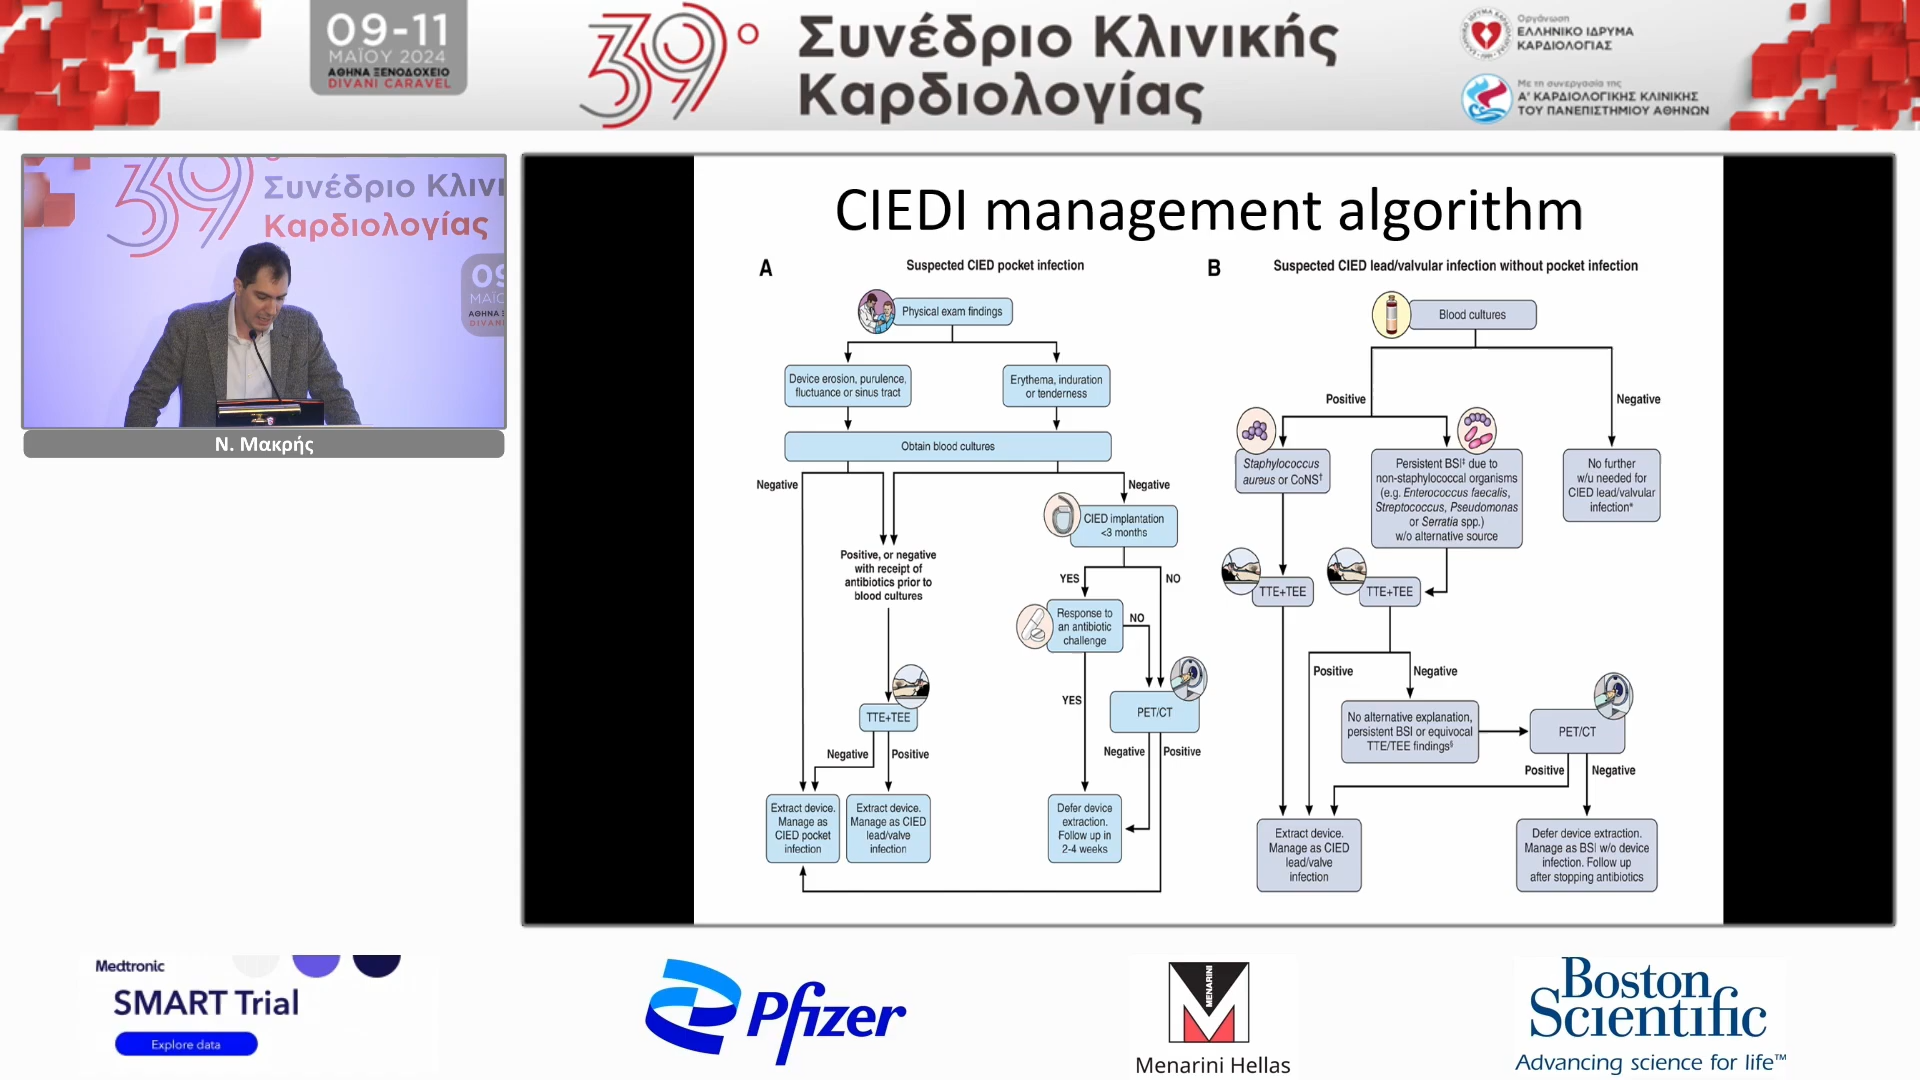 09-11
ΜΑΪΟΥ 2024
ΑΘΗΝΑ ΞΕΝΟΔΟΧΕΙΟ
DIVANI CARAVEL
39°
Συνέδριο Κλινικής
Καρδιολογίας
Οργάνωση
ΕΛΛΗΝΙΚΟ ΙΔΡΥΜΑ
ΚΑΡΔΙΟΛΟΓΙΑΣ
Με τη συνεργασία της
Α' ΚΑΡΔΙΟΛΟΓΙΚΗΣ ΚΛΙΝΙΚΗΣ
ΤΟΥ ΠΑΝΕΠΙΣΤΗΜΙΟΥ ΑΘΗΝΩΝ
39
Συνέδριο Κλινι
Καρδιολογίας
09
ΜΑΪΟ
ΑΘΗΝΑ Ξ
DIVANI
Ν. Μακρής
CIEDI management algorithm
A
Suspected CIED pocket infection
Physical exam findings
Device erosion, purulence,
fluctuance or sinus tract
Erythema, induration
or tenderness
Obtain blood cultures
Negative
Negative
CIED implantation
<3 months
Positive, or negative
with receipt of
antibiotics prior to
blood cultures
YES
NO
Response to
an antibiotic
challenge
NO
YES
TTE+TEE
PET/CT
Negative
Positive
Negative
Positive
Extract device.
Manage as
CIED pocket
infection
Extract device.
Manage as CIED
lead/valve
infection
Defer device
extraction.
Follow up in
2-4 weeks
B
Suspected CIED lead/valvular infection without pocket infection
Blood cultures
Positive
Negative
Staphylococcus
aureus or CoNS†
Persistent BSI‡ due to
non-staphylococcal organisms
(e.g. Enterococcus faecalis,
Streptococcus, Pseudomonas
or Serratia spp.)
w/o alternative source
No further
w/u needed for
CIED lead/valvular
infection*
TTE+TEE
TTE+TEE
Positive
Negative
No alternative explanation,
persistent BSI or equivocal
TTE/TEE findings§
PET/CT
Positive
Negative
Extract device.
Manage as CIED
lead/valve
infection
Defer device extraction.
Manage as BSI w/o device
infection. Follow up
after stopping antibiotics
Medtronic
SMART Trial
Explore data
Pfizer
MENARINI
Menarini Hellas
Boston
Scientific
Advancing science for life™